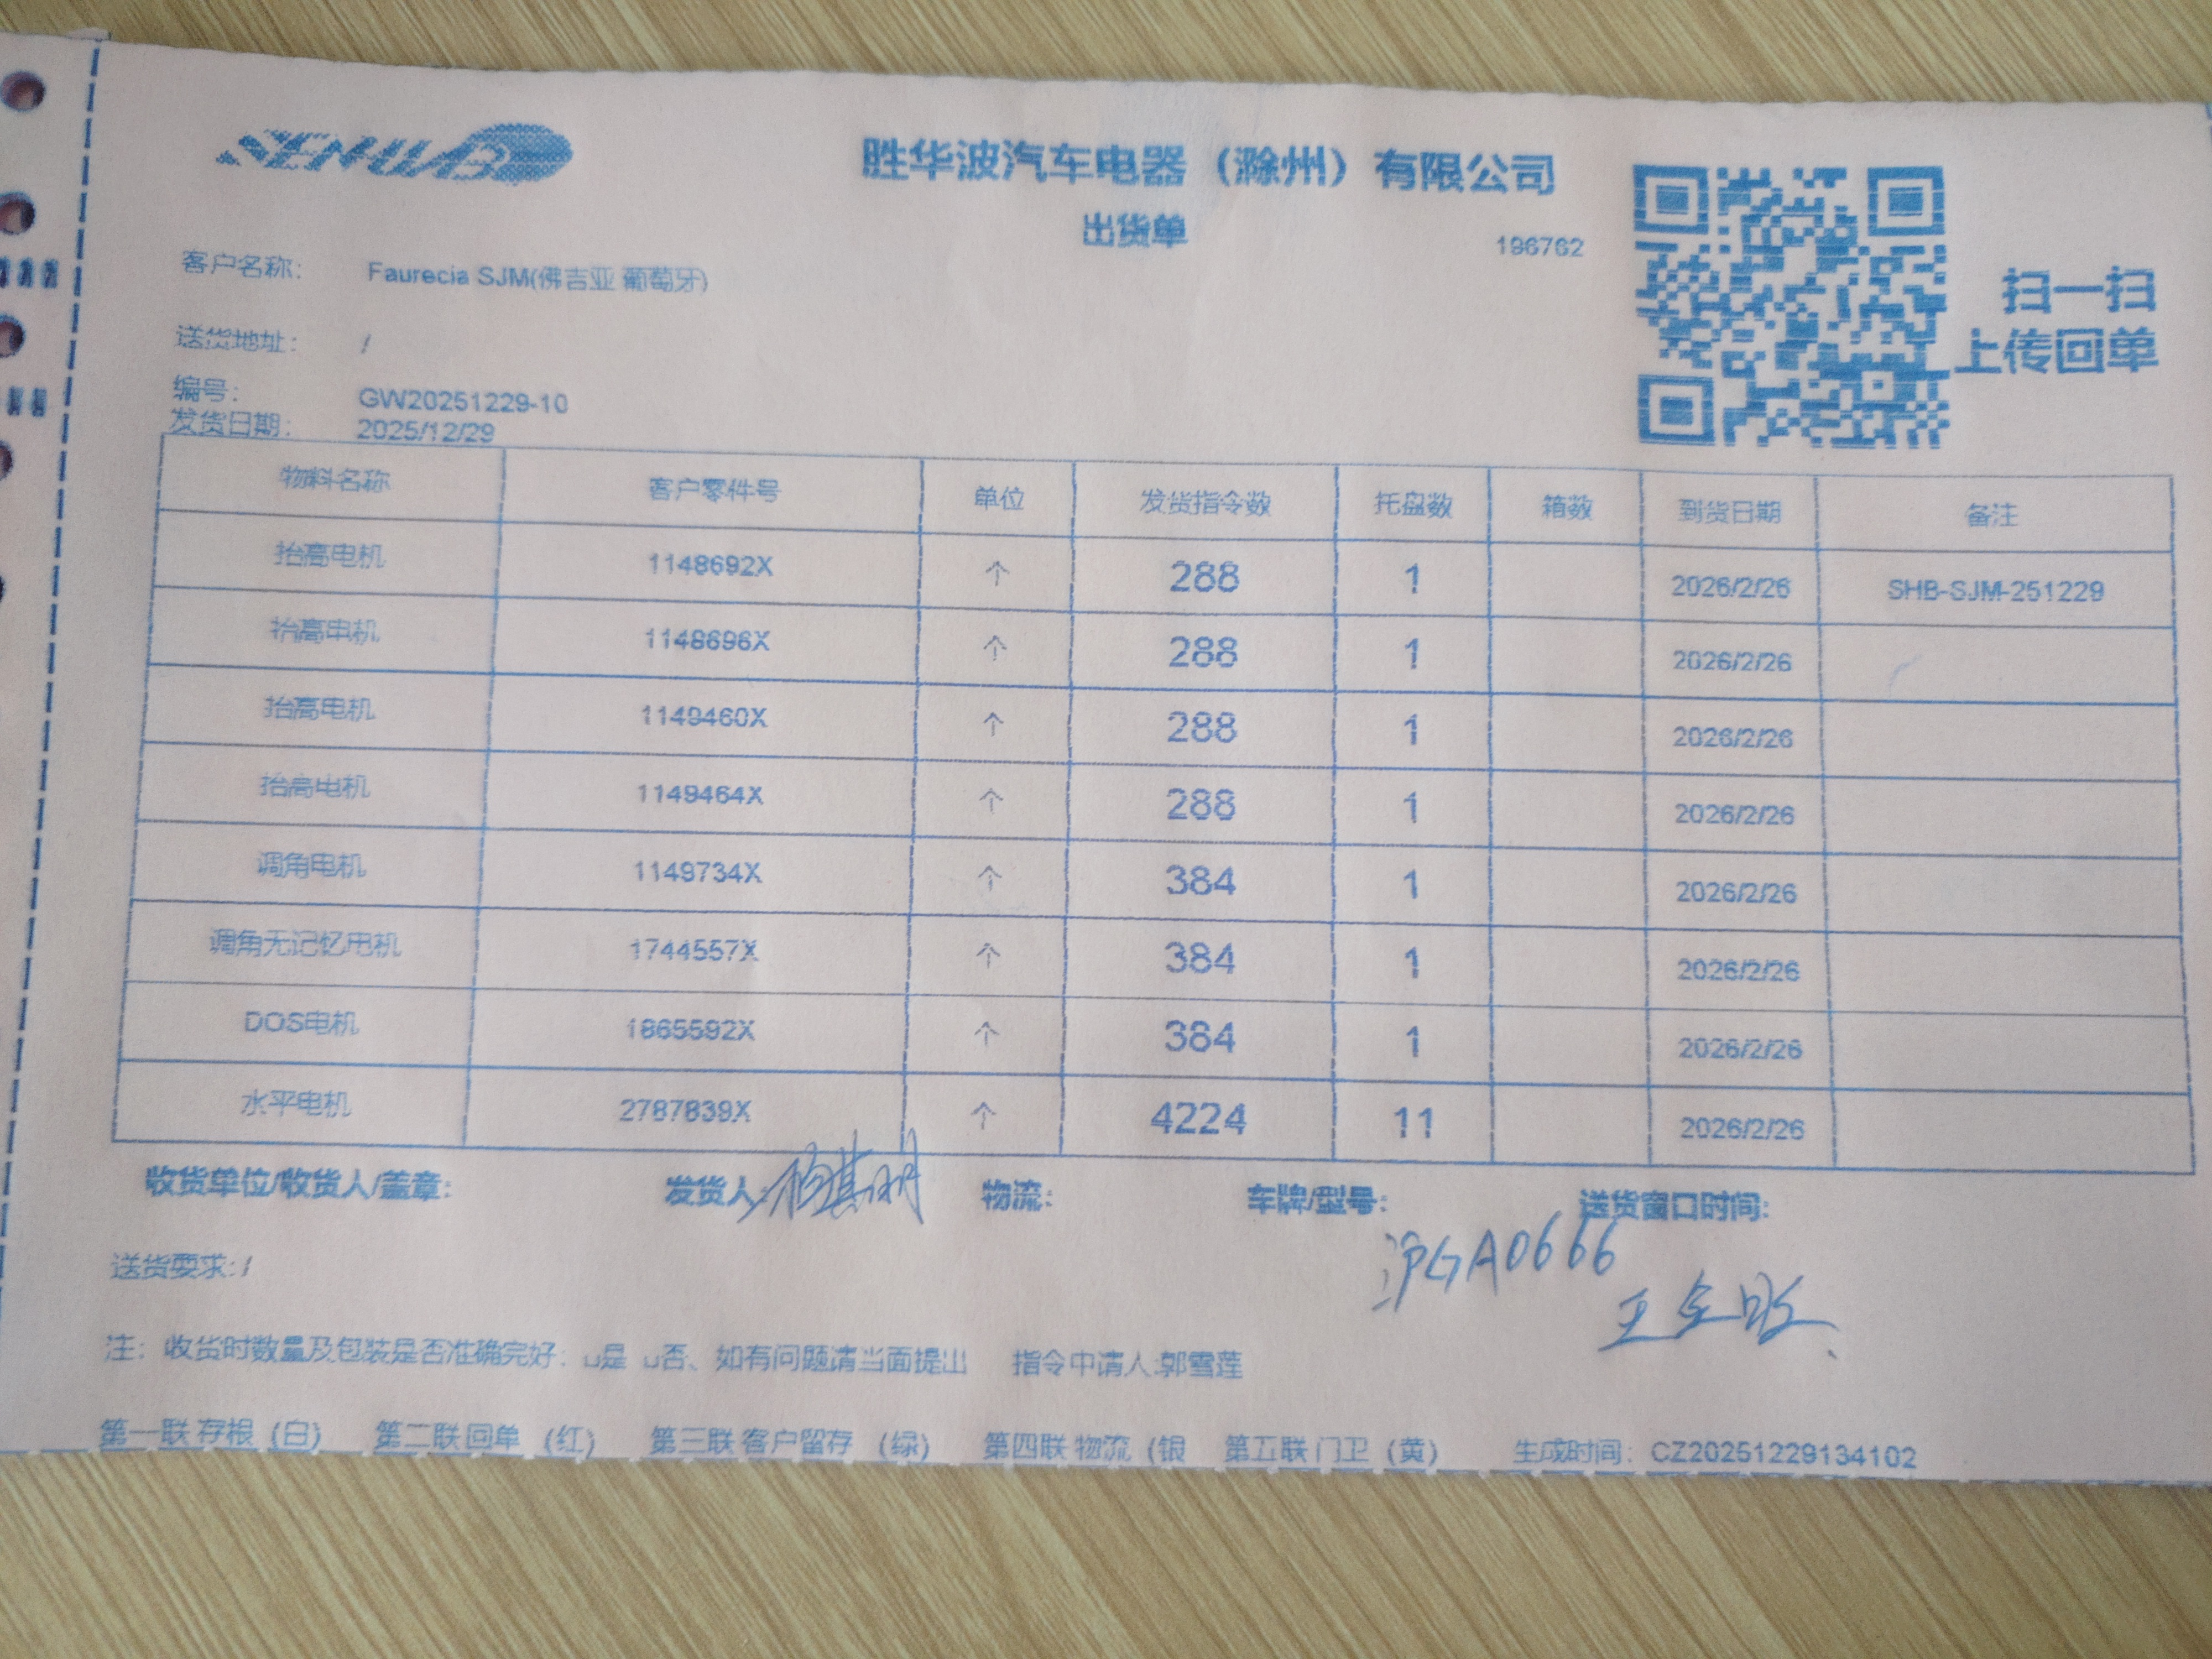 SENHWAB
胜华波汽车电器（滁州）有限公司
出货单
196762
扫一扫
上传回单
客户名称： Faurecia SJM(佛吉亚 葡萄牙)
送货地址： /
编号： GW20251229-10
发货日期： 2025/12/29
物料名称 客户零件号 单位 发货指令数 托盘数 箱数 到货日期 备注
抬高电机 1148692X 个 288 1 2026/2/26 SHB-SJM-251229
抬高电机 1148696X 个 288 1 2026/2/26
抬高电机 1149460X 个 288 1 2026/2/26
抬高电机 1149464X 个 288 1 2026/2/26
调角电机 1149734X 个 384 1 2026/2/26
调角无记忆电机 1744557X 个 384 1 2026/2/26
DOS电机 1865592X 个 384 1 2026/2/26
水平电机 2787839X 个 4224 11 2026/2/26
收货单位/收货人/盖章： 发货人： 物流： 车牌/型号： 送货窗口时间：
沪GA0666
送货要求:/
注： 收货时数量及包装是否准确完好： 是 否、如有问题请当面提出 指令申请人:郭雪莲
第一联 存根（白） 第二联 回单 （红） 第三联 客户留存 （绿） 第四联 物流（银 第五联 门卫（黄） 生成时间： CZ20251229134102